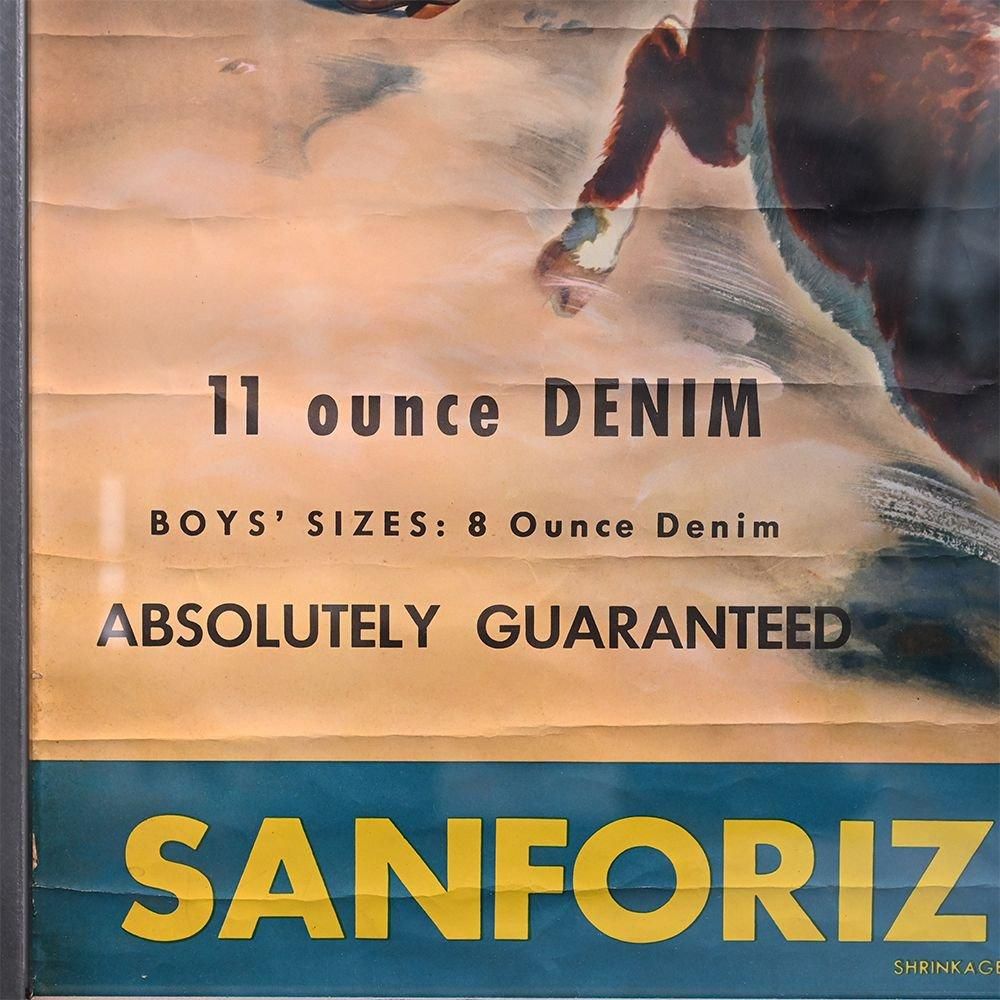 11 ounce DENIM
BOYS' SIZES: 8 Ounce Denim
ABSOLUTELY GUARANTEED
SANFORIZ
SHRINKAGE